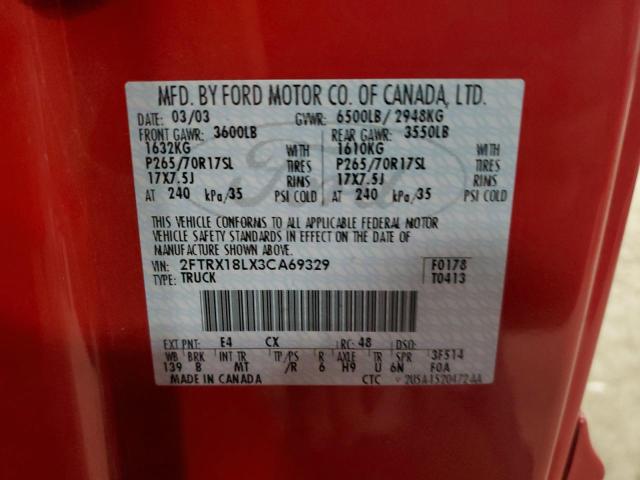 MFD. BY FORD MOTOR CO. OF CANADA, LTD.
DATE: 03/03 GVWR: 6500LB/ 2948KG
FRONT GAWR: 3600LB REAR GAWR: 3550LB
1632KG WITH 1610KG WITH
P265/70R17SL TIRES P265/70R17SL TIRES
17X7.5J RIMS 17X7.5J RIMS
AT 240 kPa/35 PSI COLD AT 240 kPa/35 PSI COLD
THIS VEHICLE CONFORMS TO ALL APPLICABLE FEDERAL MOTOR
VEHICLE SAFETY STANDARDS IN EFFECT ON THE DATE OF
MANUFACTURE SHOWN ABOVE.
VIN: 2FTRX18LX3CA69329 F0178
TYPE: TRUCK T0413
EXT PNT: E4 CX RC: 48 DSO:
WB BRK INT TR TP/PS R AXLE TR SPR 3F514
139 B MT /R 6 H9 U 6N F0A
MADE IN CANADA CTC